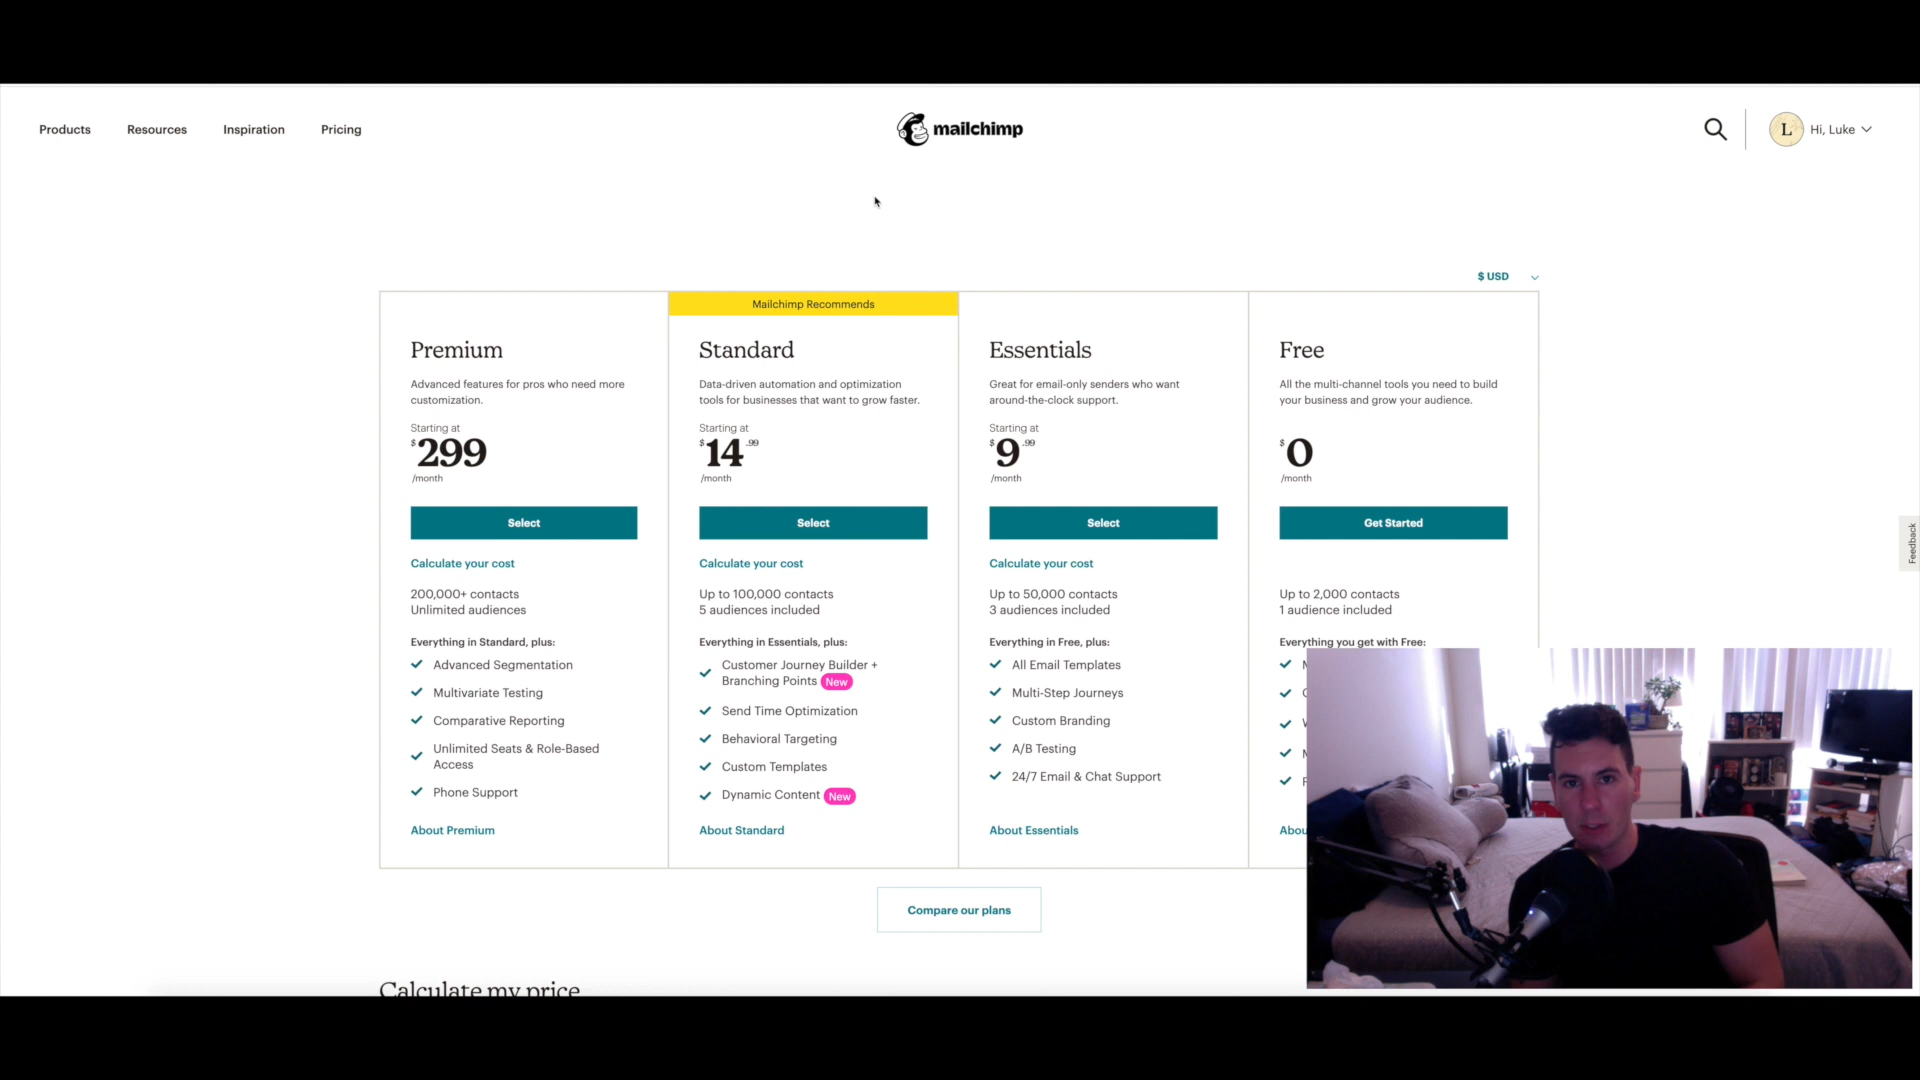 Products
Resources
Inspiration
Pricing
mailchimp
L
Hi, Luke
$ USD
Mailchimp Recommends
Premium
Advanced features for pros who need more
customization.
Starting at
$299
/month
Select
Calculate your cost
200,000+ contacts
Unlimited audiences
Everything in Standard, plus:
Advanced Segmentation
Multivariate Testing
Comparative Reporting
Unlimited Seats & Role-Based
Access
Phone Support
About Premium
Standard
Data-driven automation and optimization
tools for businesses that want to grow faster.
Starting at
$14.99
/month
Select
Calculate your cost
Up to 100,000 contacts
5 audiences included
Everything in Essentials, plus:
Customer Journey Builder +
Branching Points New
Send Time Optimization
Behavioral Targeting
Custom Templates
Dynamic Content New
About Standard
Essentials
Great for email-only senders who want
around-the-clock support.
Starting at
$9.99
/month
Select
Calculate your cost
Up to 50,000 contacts
3 audiences included
Everything in Free, plus:
All Email Templates
Multi-Step Journeys
Custom Branding
A/B Testing
24/7 Email & Chat Support
About Essentials
Free
All the multi-channel tools you need to build
your business and grow your audience.
$0
/month
Get Started
Up to 2,000 contacts
1 audience included
Everything you get with Free:
Feedback
Compare our plans
Calculate my price